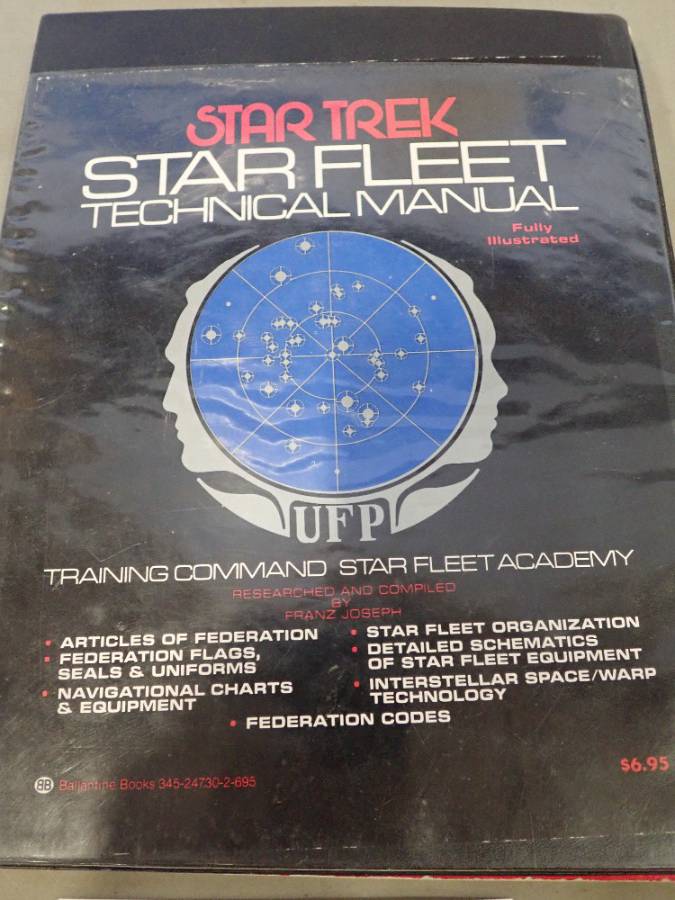 STAR TREK
STAR FLEET
TECHNICAL MANUAL
Fully
Illustrated
UFP
TRAINING COMMAND STAR FLEET ACADEMY
RESEARCHED AND COMPILED
BY
FRANZ JOSEPH
• ARTICLES OF FEDERATION
• FEDERATION FLAGS,
SEALS & UNIFORMS
• NAVIGATIONAL CHARTS
& EQUIPMENT
• STAR FLEET ORGANIZATION
• DETAILED SCHEMATICS
OF STAR FLEET EQUIPMENT
• INTERSTELLAR SPACE/WARP
TECHNOLOGY
• FEDERATION CODES
$6.95
BB Ballantine Books 345-24730-2-695